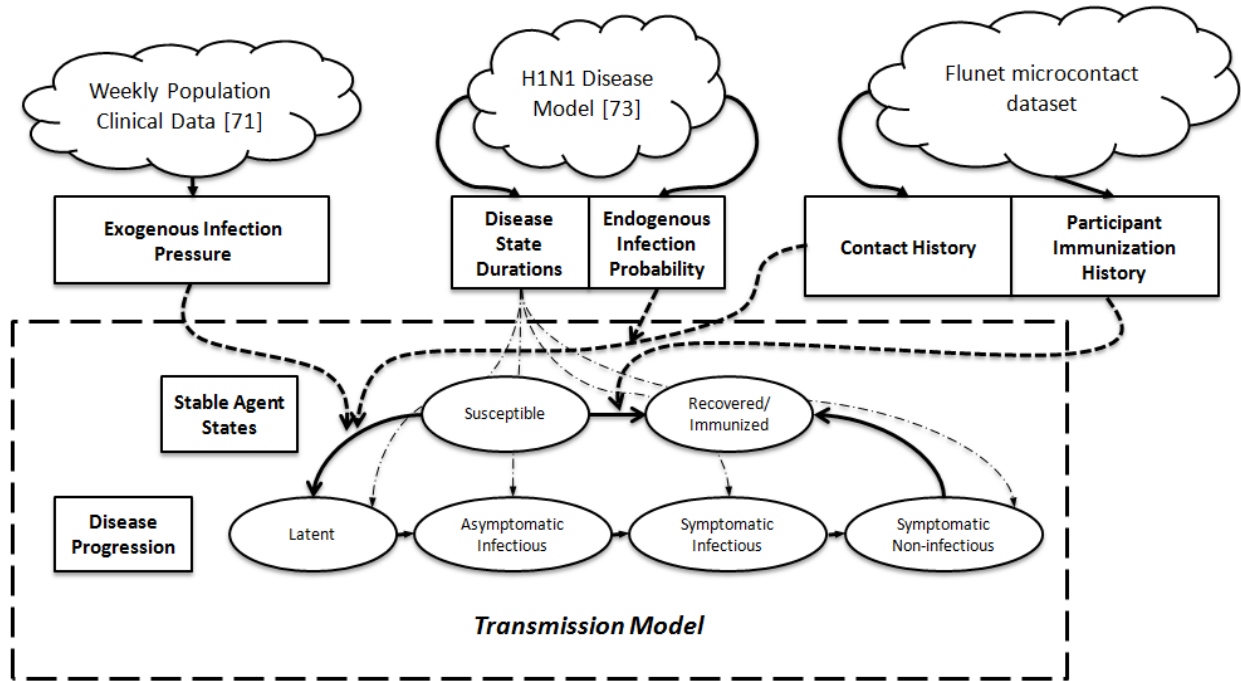 Weekly Population
Clinical Data [71]
H1N1 Disease
Model [73]
Flunet microcontact
dataset
Exogenous Infection
Pressure
Disease
State
Durations
Endogenous
Infection
Probability
Contact History
Participant
Immunization
History
Stable Agent
States
Susceptible
Recovered/
Immunized
Disease
Progression
Latent
Asymptomatic
Infectious
Symptomatic
Infectious
Symptomatic
Non-infectious
Transmission Model